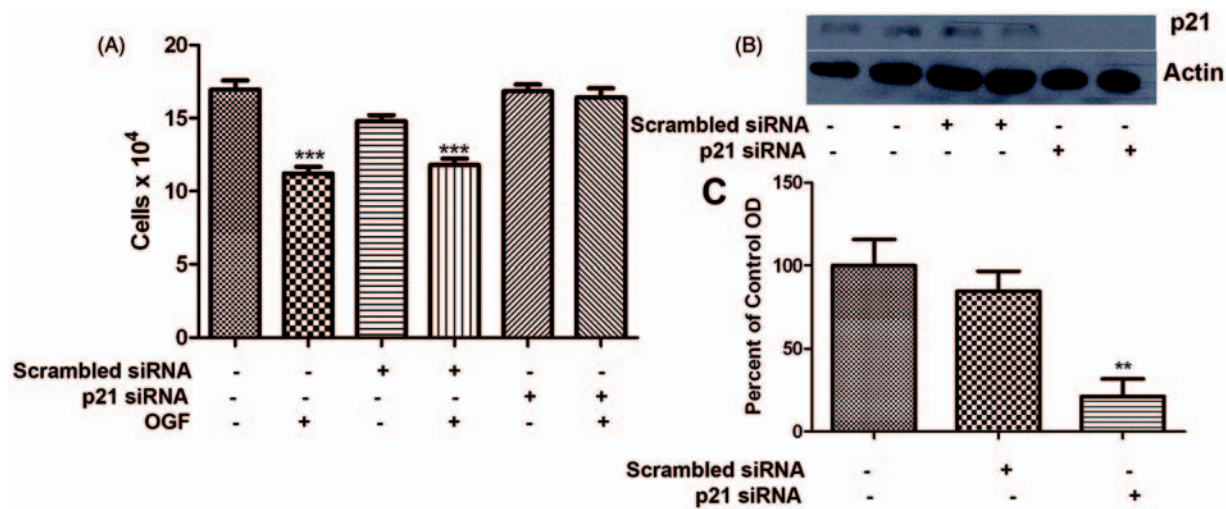 (A)
20
15
10
5
0
Cells x 10⁴
***
***
Scrambled siRNA - - + + - -
p21 siRNA - - - - + +
OGF - + - + - +
(B)
p21
Actin
Scrambled siRNA - - + + - -
p21 siRNA - - - - + +
C
150
100
50
0
Percent of Control OD
**
Scrambled siRNA - + -
p21 siRNA - - +